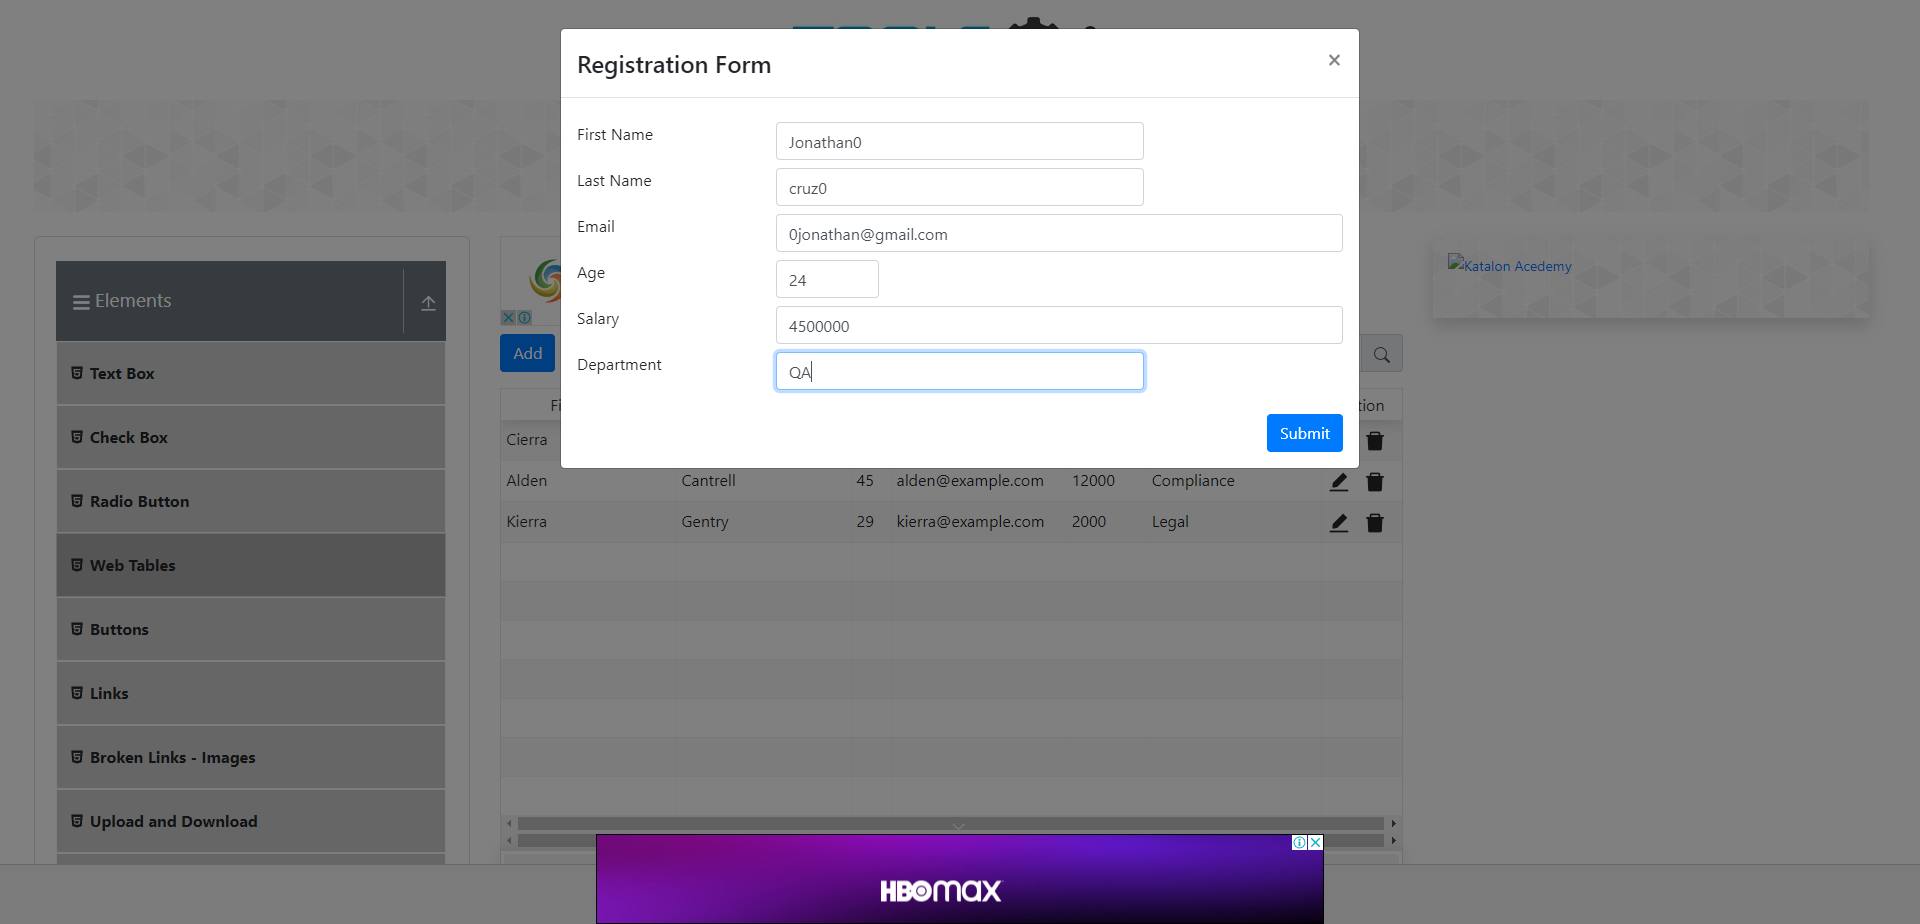 Registration Form
×
First Name
Jonathan0
Last Name
cruz0
Email
0jonathan@gmail.com
Age
24
Salary
4500000
Department
QA
Submit
Elements
Text Box
Check Box
Radio Button
Web Tables
Buttons
Links
Broken Links - Images
Upload and Download
Add
Cierra
Alden Cantrell 45 alden@example.com 12000 Compliance
Kierra Gentry 29 kierra@example.com 2000 Legal
Katalon Acedemy
HBOMAX